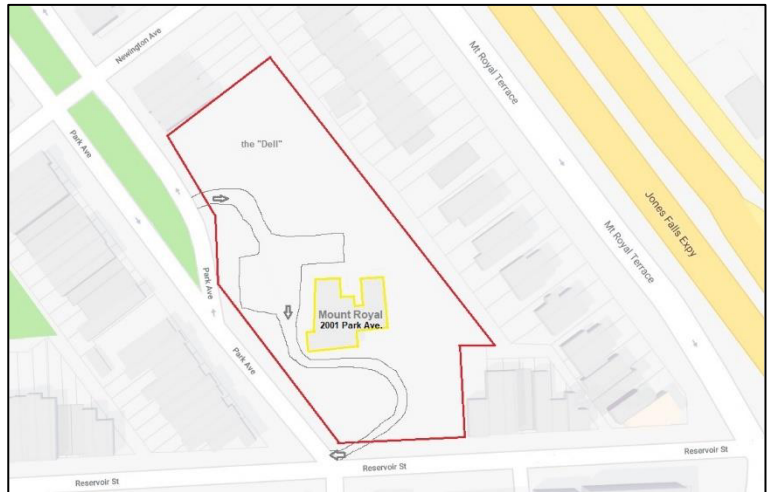 Newington Ave
Mt Royal Terrace
Park Ave
the "Dell"
Jones Falls Expy
Mt Royal Terrace
Park Ave
Mount Royal
2001 Park Ave.
Park Ave
Reservoir St
Reservoir St
Reservoir St